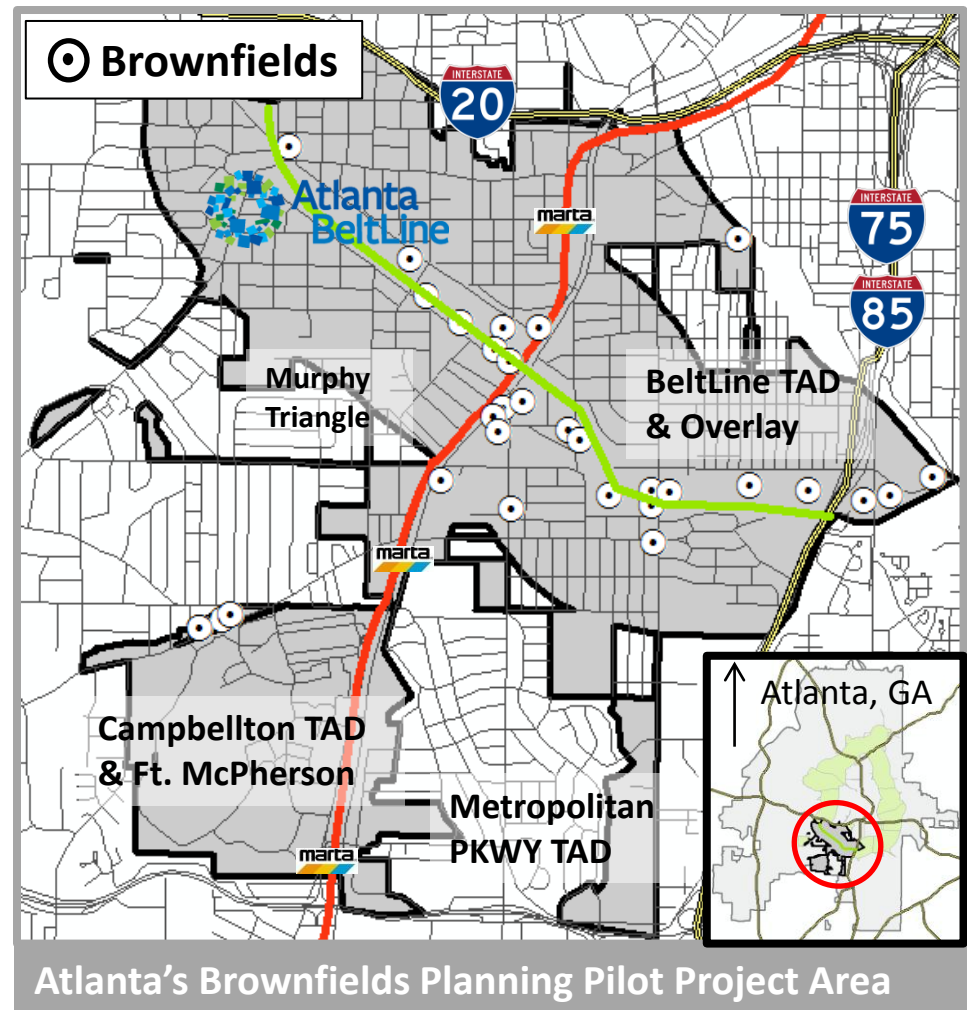 Brownfields
INTERSTATE
20
Atlanta
BeltLine
marta
INTERSTATE
75
INTERSTATE
85
Murphy
Triangle
BeltLine TAD
& Overlay
marta
Campbellton TAD
& Ft. McPherson
Metropolitan
PKWY TAD
marta
Atlanta, GA
Atlanta's Brownfields Planning Pilot Project Area